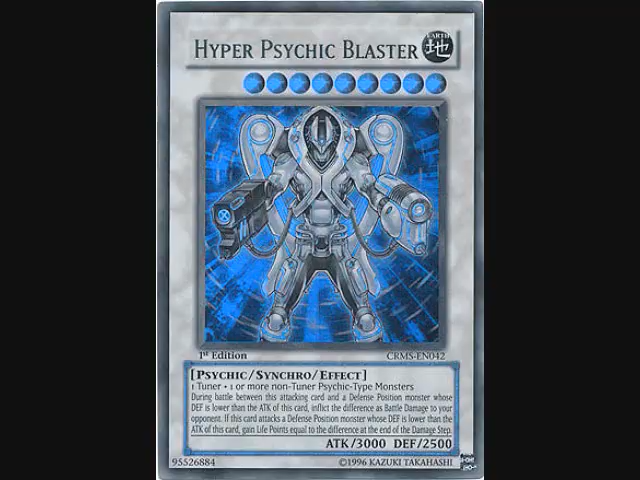 HYPER PSYCHIC BLASTER
EARTH
地
1st Edition
CRMS-EN042
[PSYCHIC/SYNCHRO/EFFECT]
1 Tuner + 1 or more non-Tuner Psychic-Type Monsters
During battle between this attacking card and a Defense Position monster whose
DEF is lower than the ATK of this card, inflict the difference as Battle Damage to your
opponent. If this card attacks a Defense Position monster whose DEF is lower than the
ATK of this card, gain Life Points equal to the difference at the end of the Damage Step.
ATK/3000 DEF/2500
95526884
©1996 KAZUKI TAKAHASHI